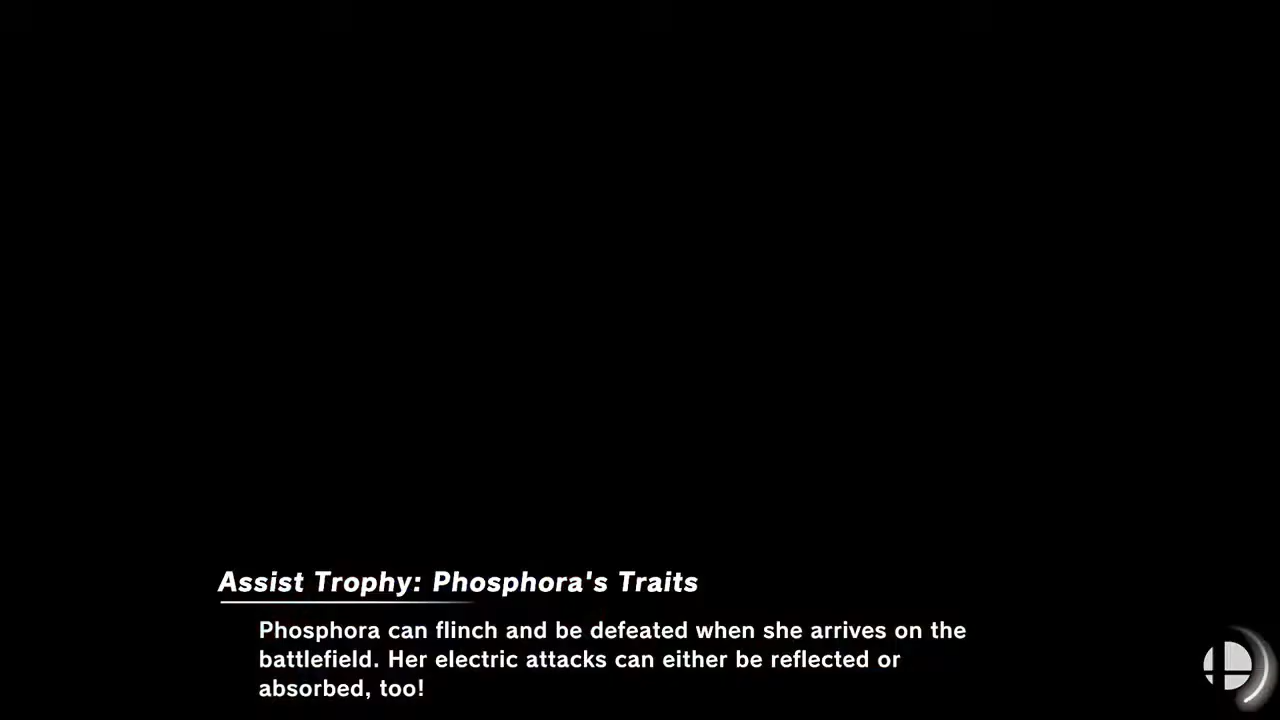 Assist Trophy: Phosphora's Traits
Phosphora can flinch and be defeated when she arrives on the
battlefield. Her electric attacks can either be reflected or
absorbed, too!